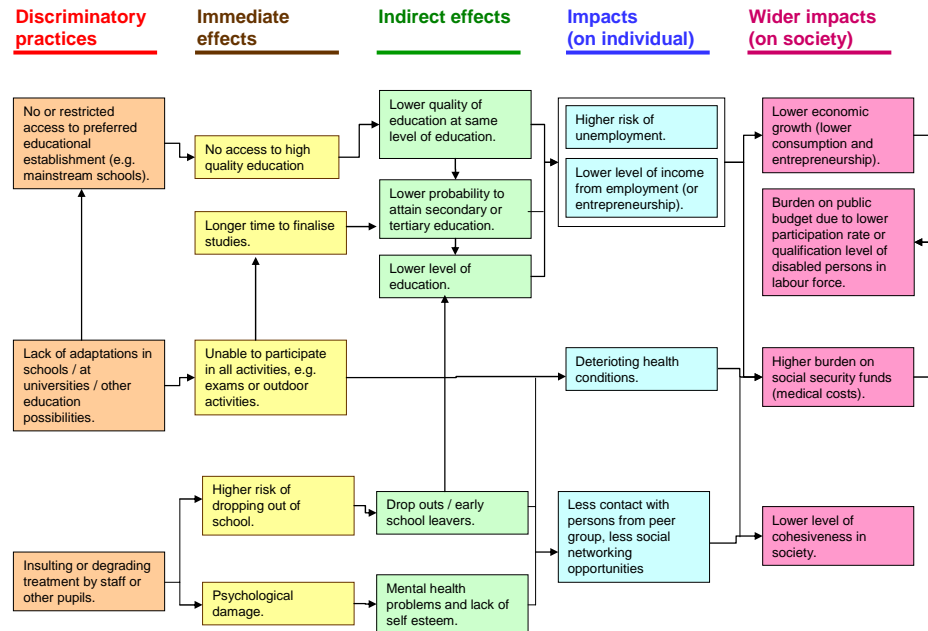 Discriminatory
practices
Immediate
effects
Indirect effects
Impacts
(on individual)
Wider impacts
(on society)
No or restricted
access to preferred
educational
establishment (e.g.
mainstream schools).
No access to high
quality education
Lower quality of
education at same
level of education.
Higher risk of
unemployment.
Lower economic
growth (lower
consumption and
entrepreneurship).
Longer time to finalise
studies.
Lower probability to
attain secondary or
tertiary education.
Lower level of income
from employment (or
entrepreneurship).
Burden on public
budget due to lower
participation rate or
qualification level of
disabled persons in
labour force.
Lower level of
education.
Lack of adaptations in
schools / at
universities / other
education
possibilities.
Unable to participate
in all activities, e.g.
exams or outdoor
activities.
Deterioting health
conditions.
Higher burden on
social security funds
(medical costs).
Higher risk of
dropping out of
school.
Drop outs / early
school leavers.
Less contact with
persons from peer
group, less social
networking
opportunities
Lower level of
cohesiveness in
society.
Insulting or degrading
treatment by staff or
other pupils.
Psychological
damage.
Mental health
problems and lack of
self esteem.